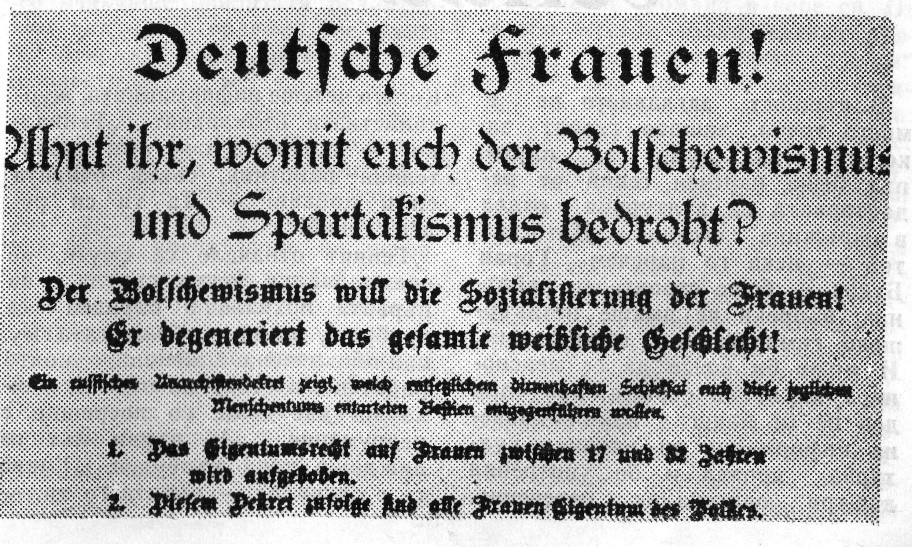 Deutsche Frauen!
Ahnt ihr, womit euch der Bolschewismus
und Spartakismus bedroht?
Der Bolschewismus will die Sozialisierung der Frauen!
Er degeneriert das gesamte weibliche Geschlecht!
Ein russisches Anarchistendekret zeigt, welch entsetzlichem dirnenhaften Schicksal euch diese jeglichen
Menschentums entarteten Bestien entgegenführen wollen.
1. Das Eigentumsrecht auf Frauen zwischen 17 und 32 Jahren
wird aufgehoben.
2. Diesem Dekret zufolge sind alle Frauen Eigentum des Volkes.